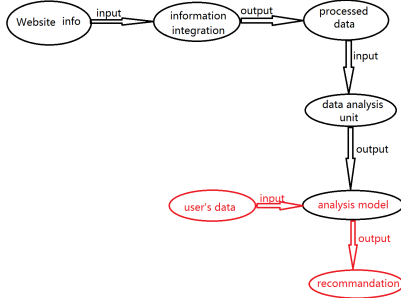 Website info
input
information
integration
output
processed
data
input
data analysis
unit
output
user's data
input
analysis model
output
recommandation